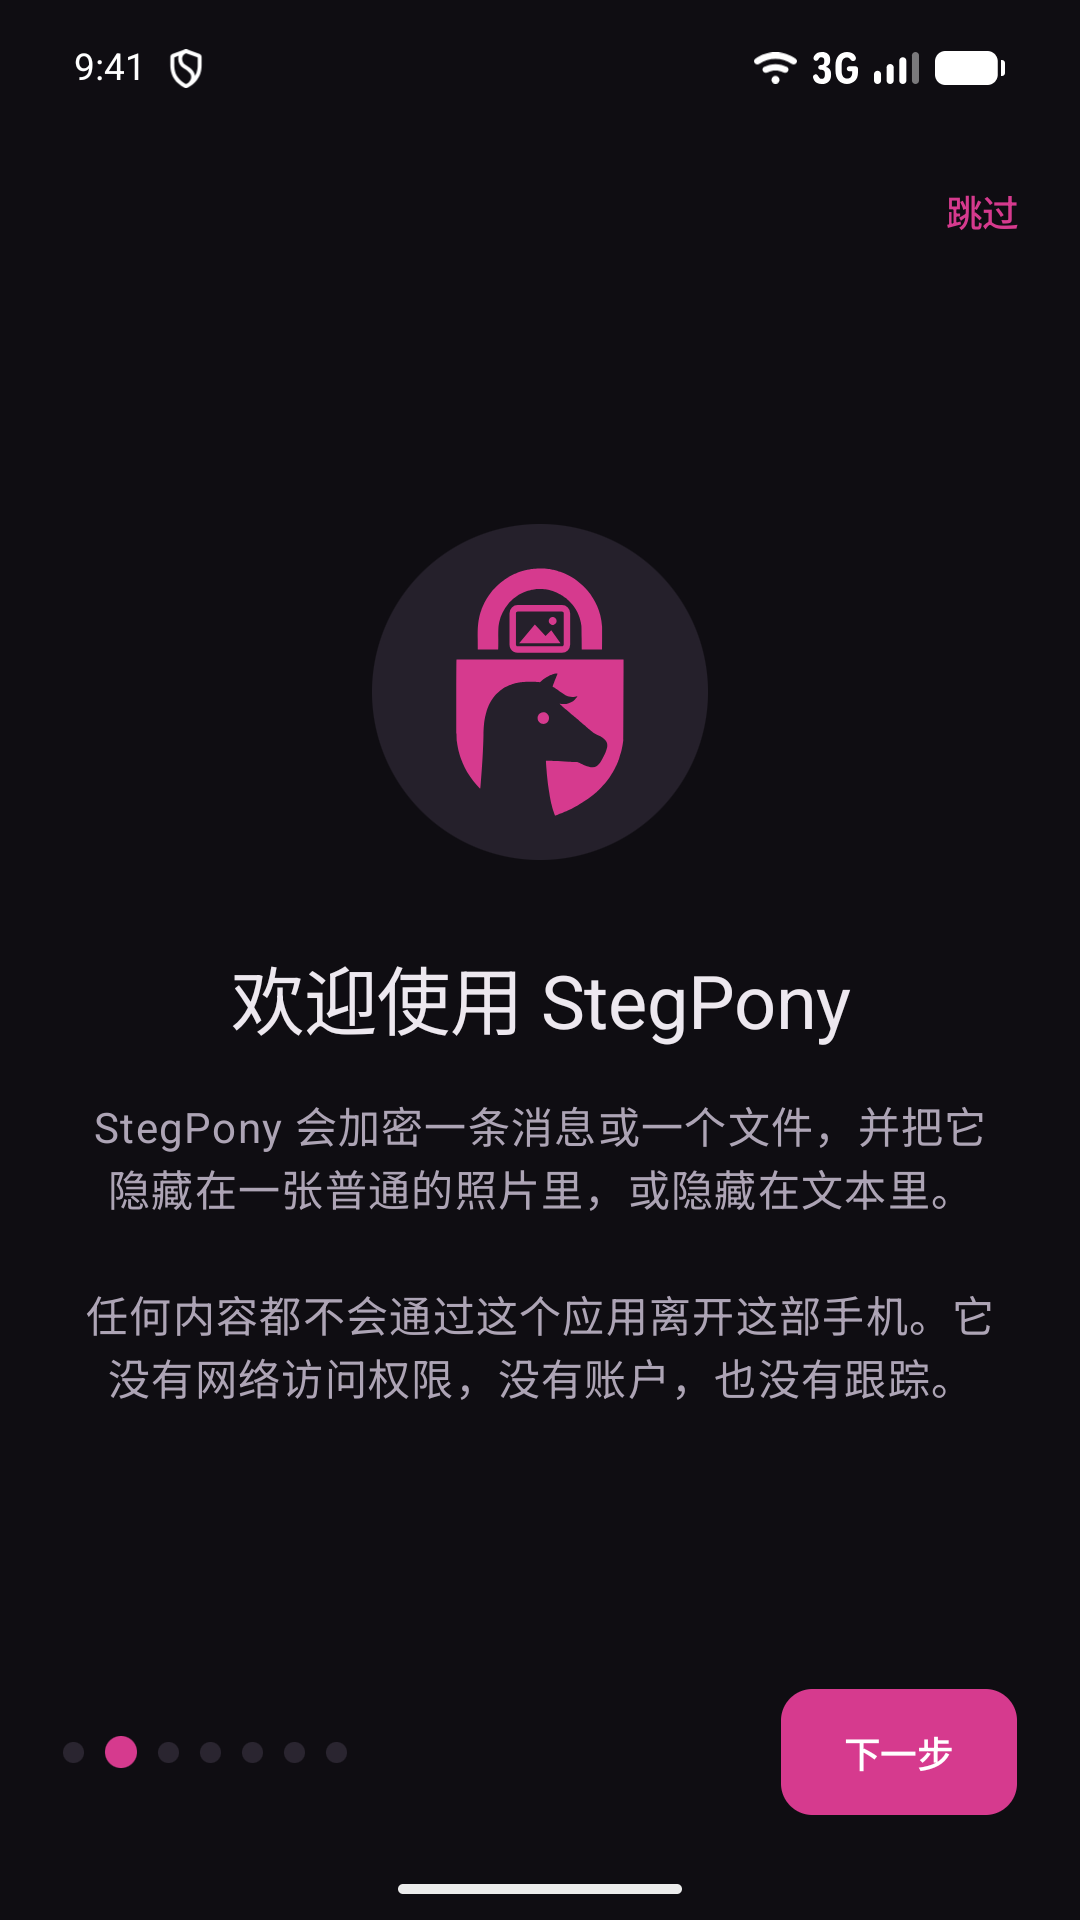 9:41
3G
跳过
欢迎使用 StegPony
StegPony 会加密一条消息或一个文件，并把它
隐藏在一张普通的照片里，或隐藏在文本里。
任何内容都不会通过这个应用离开这部手机。它
没有网络访问权限，没有账户，也没有跟踪。
下一步